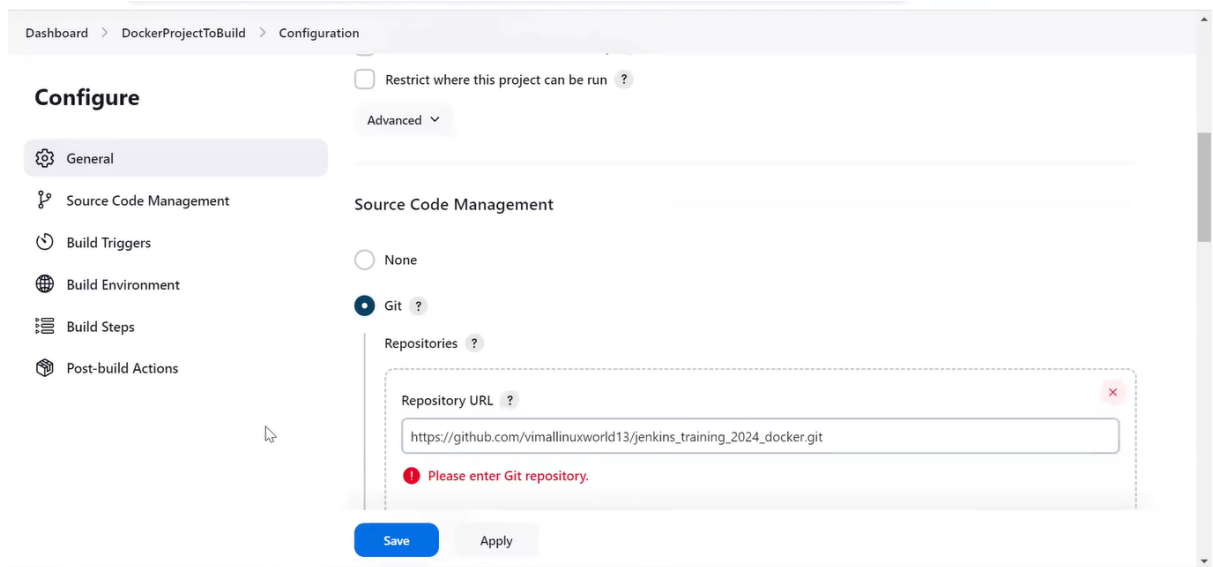 Dashboard > DockerProjectToBuild > Configuration
Configure
General
Source Code Management
Build Triggers
Build Environment
Build Steps
Post-build Actions
Restrict where this project can be run ?
Advanced
Source Code Management
None
Git ?
Repositories ?
Repository URL ?
https://github.com/vimallinuxworld13/jenkins_training_2024_docker.git
Please enter Git repository.
Save Apply